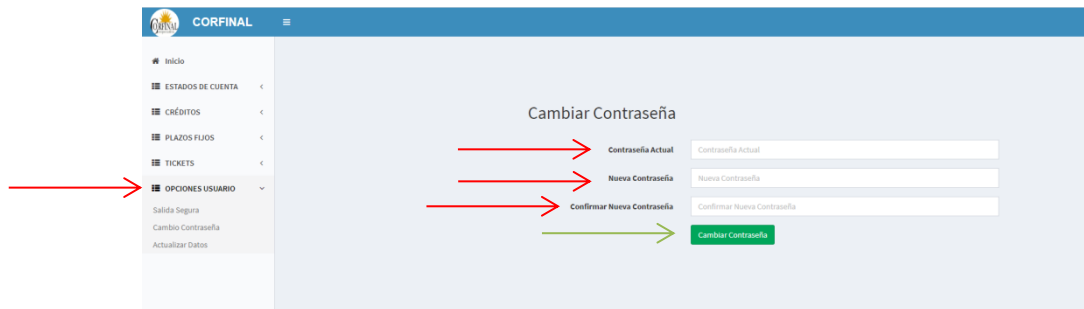 CORFINAL
CORFINAL
Inicio
ESTADOS DE CUENTA
CRÉDITOS
PLAZOS FIJOS
TICKETS
OPCIONES USUARIO
Salida Segura
Cambio Contraseña
Actualizar Datos
Cambiar Contraseña
Contraseña Actual Contraseña Actual
Nueva Contraseña Nueva Contraseña
Confirmar Nueva Contraseña Confirmar Nueva Contraseña
Cambiar Contraseña